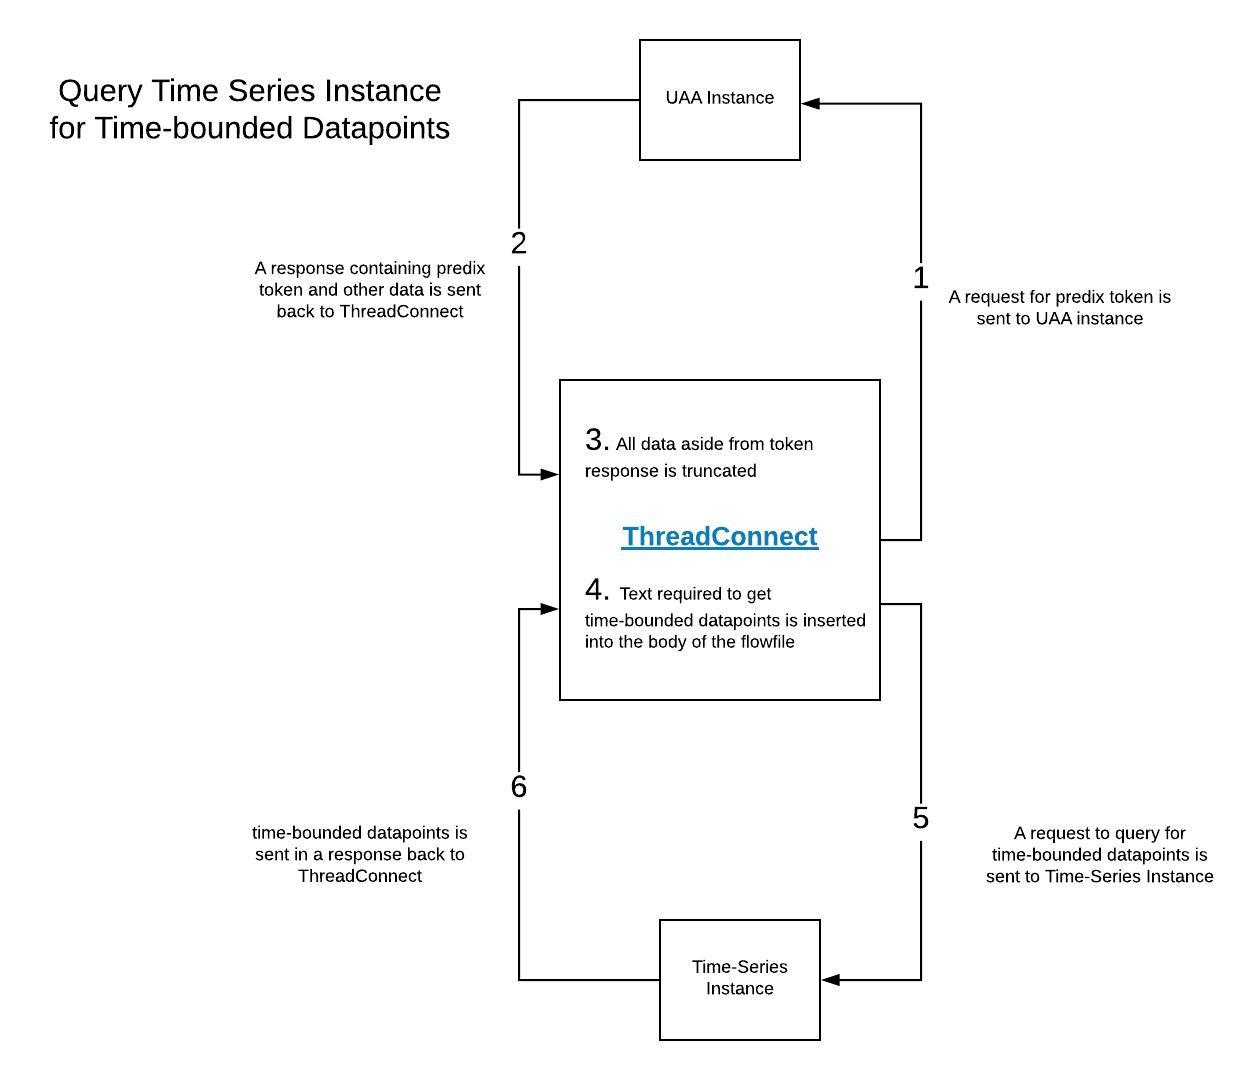 Query Time Series Instance
for Time-bounded Datapoints
UAA Instance
2
A response containing predix
token and other data is sent
back to ThreadConnect
1
A request for predix token is
sent to UAA instance
3. All data aside from token
response is truncated
ThreadConnect
4. Text required to get
time-bounded datapoints is inserted
into the body of the flowfile
6
time-bounded datapoints is
sent in a response back to
ThreadConnect
5
A request to query for
time-bounded datapoints is
sent to Time-Series Instance
Time-Series
Instance